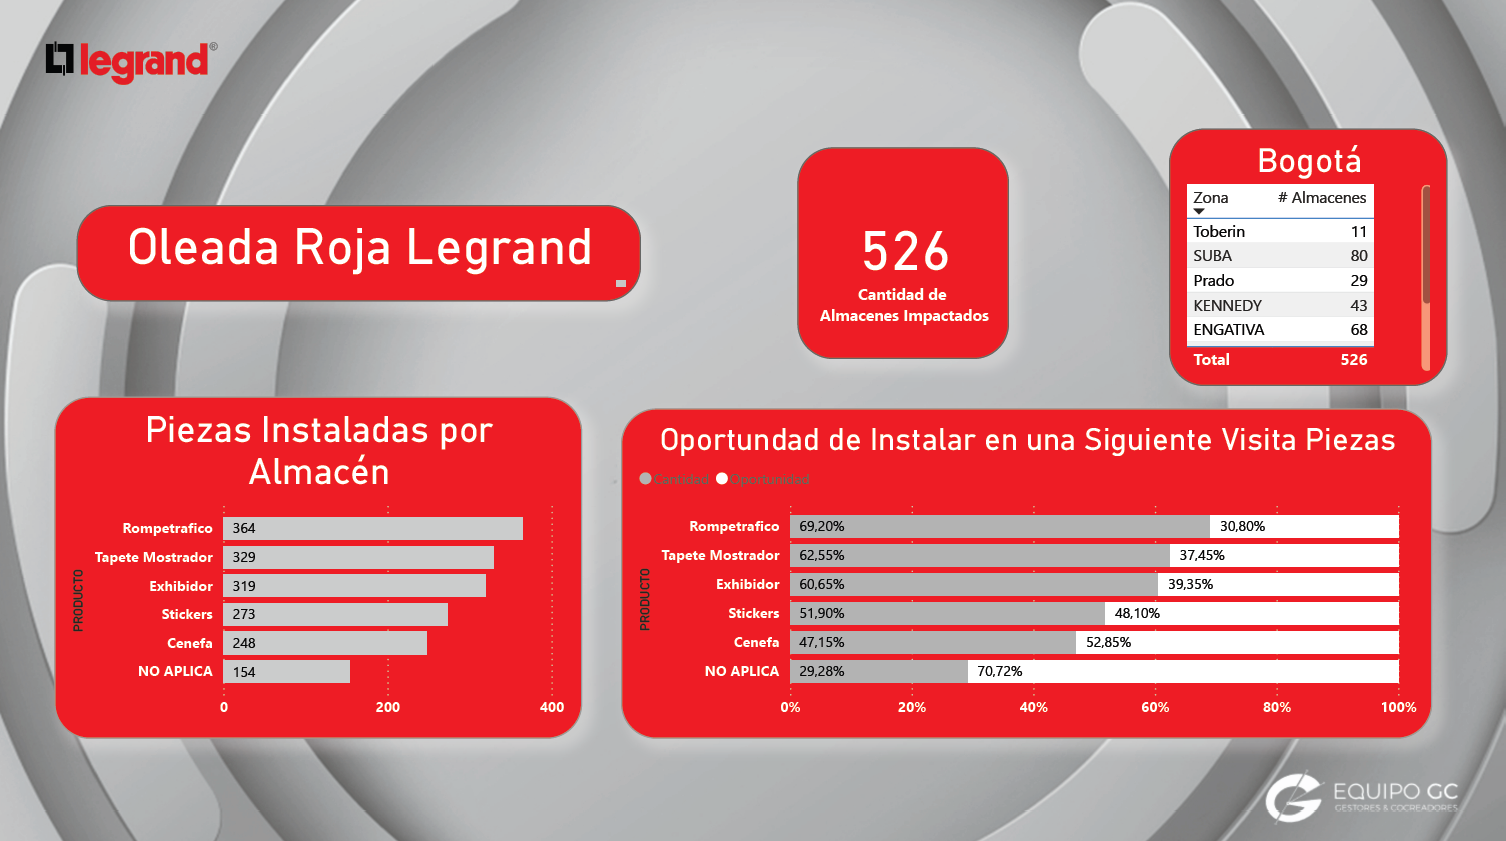 legrand®
Oleada Roja Legrand
526
Cantidad de
Almacenes Impactados
Bogotá
Zona # Almacenes
Toberin 11
SUBA 80
Prado 29
KENNEDY 43
ENGATIVA 68
Total 526
Piezas Instaladas por
Almacén
PRODUCTO
Rompetrafico 364
Tapete Mostrador 329
Exhibidor 319
Stickers 273
Cenefa 248
NO APLICA 154
0 200 400
Oportundad de Instalar en una Siguiente Visita Piezas
Cantidad Oportunidad
PRODUCTO
Rompetrafico 69,20% 30,80%
Tapete Mostrador 62,55% 37,45%
Exhibidor 60,65% 39,35%
Stickers 51,90% 48,10%
Cenefa 47,15% 52,85%
NO APLICA 29,28% 70,72%
0% 20% 40% 60% 80% 100%
EQUIPO GC
GESTORES & COCREADORES